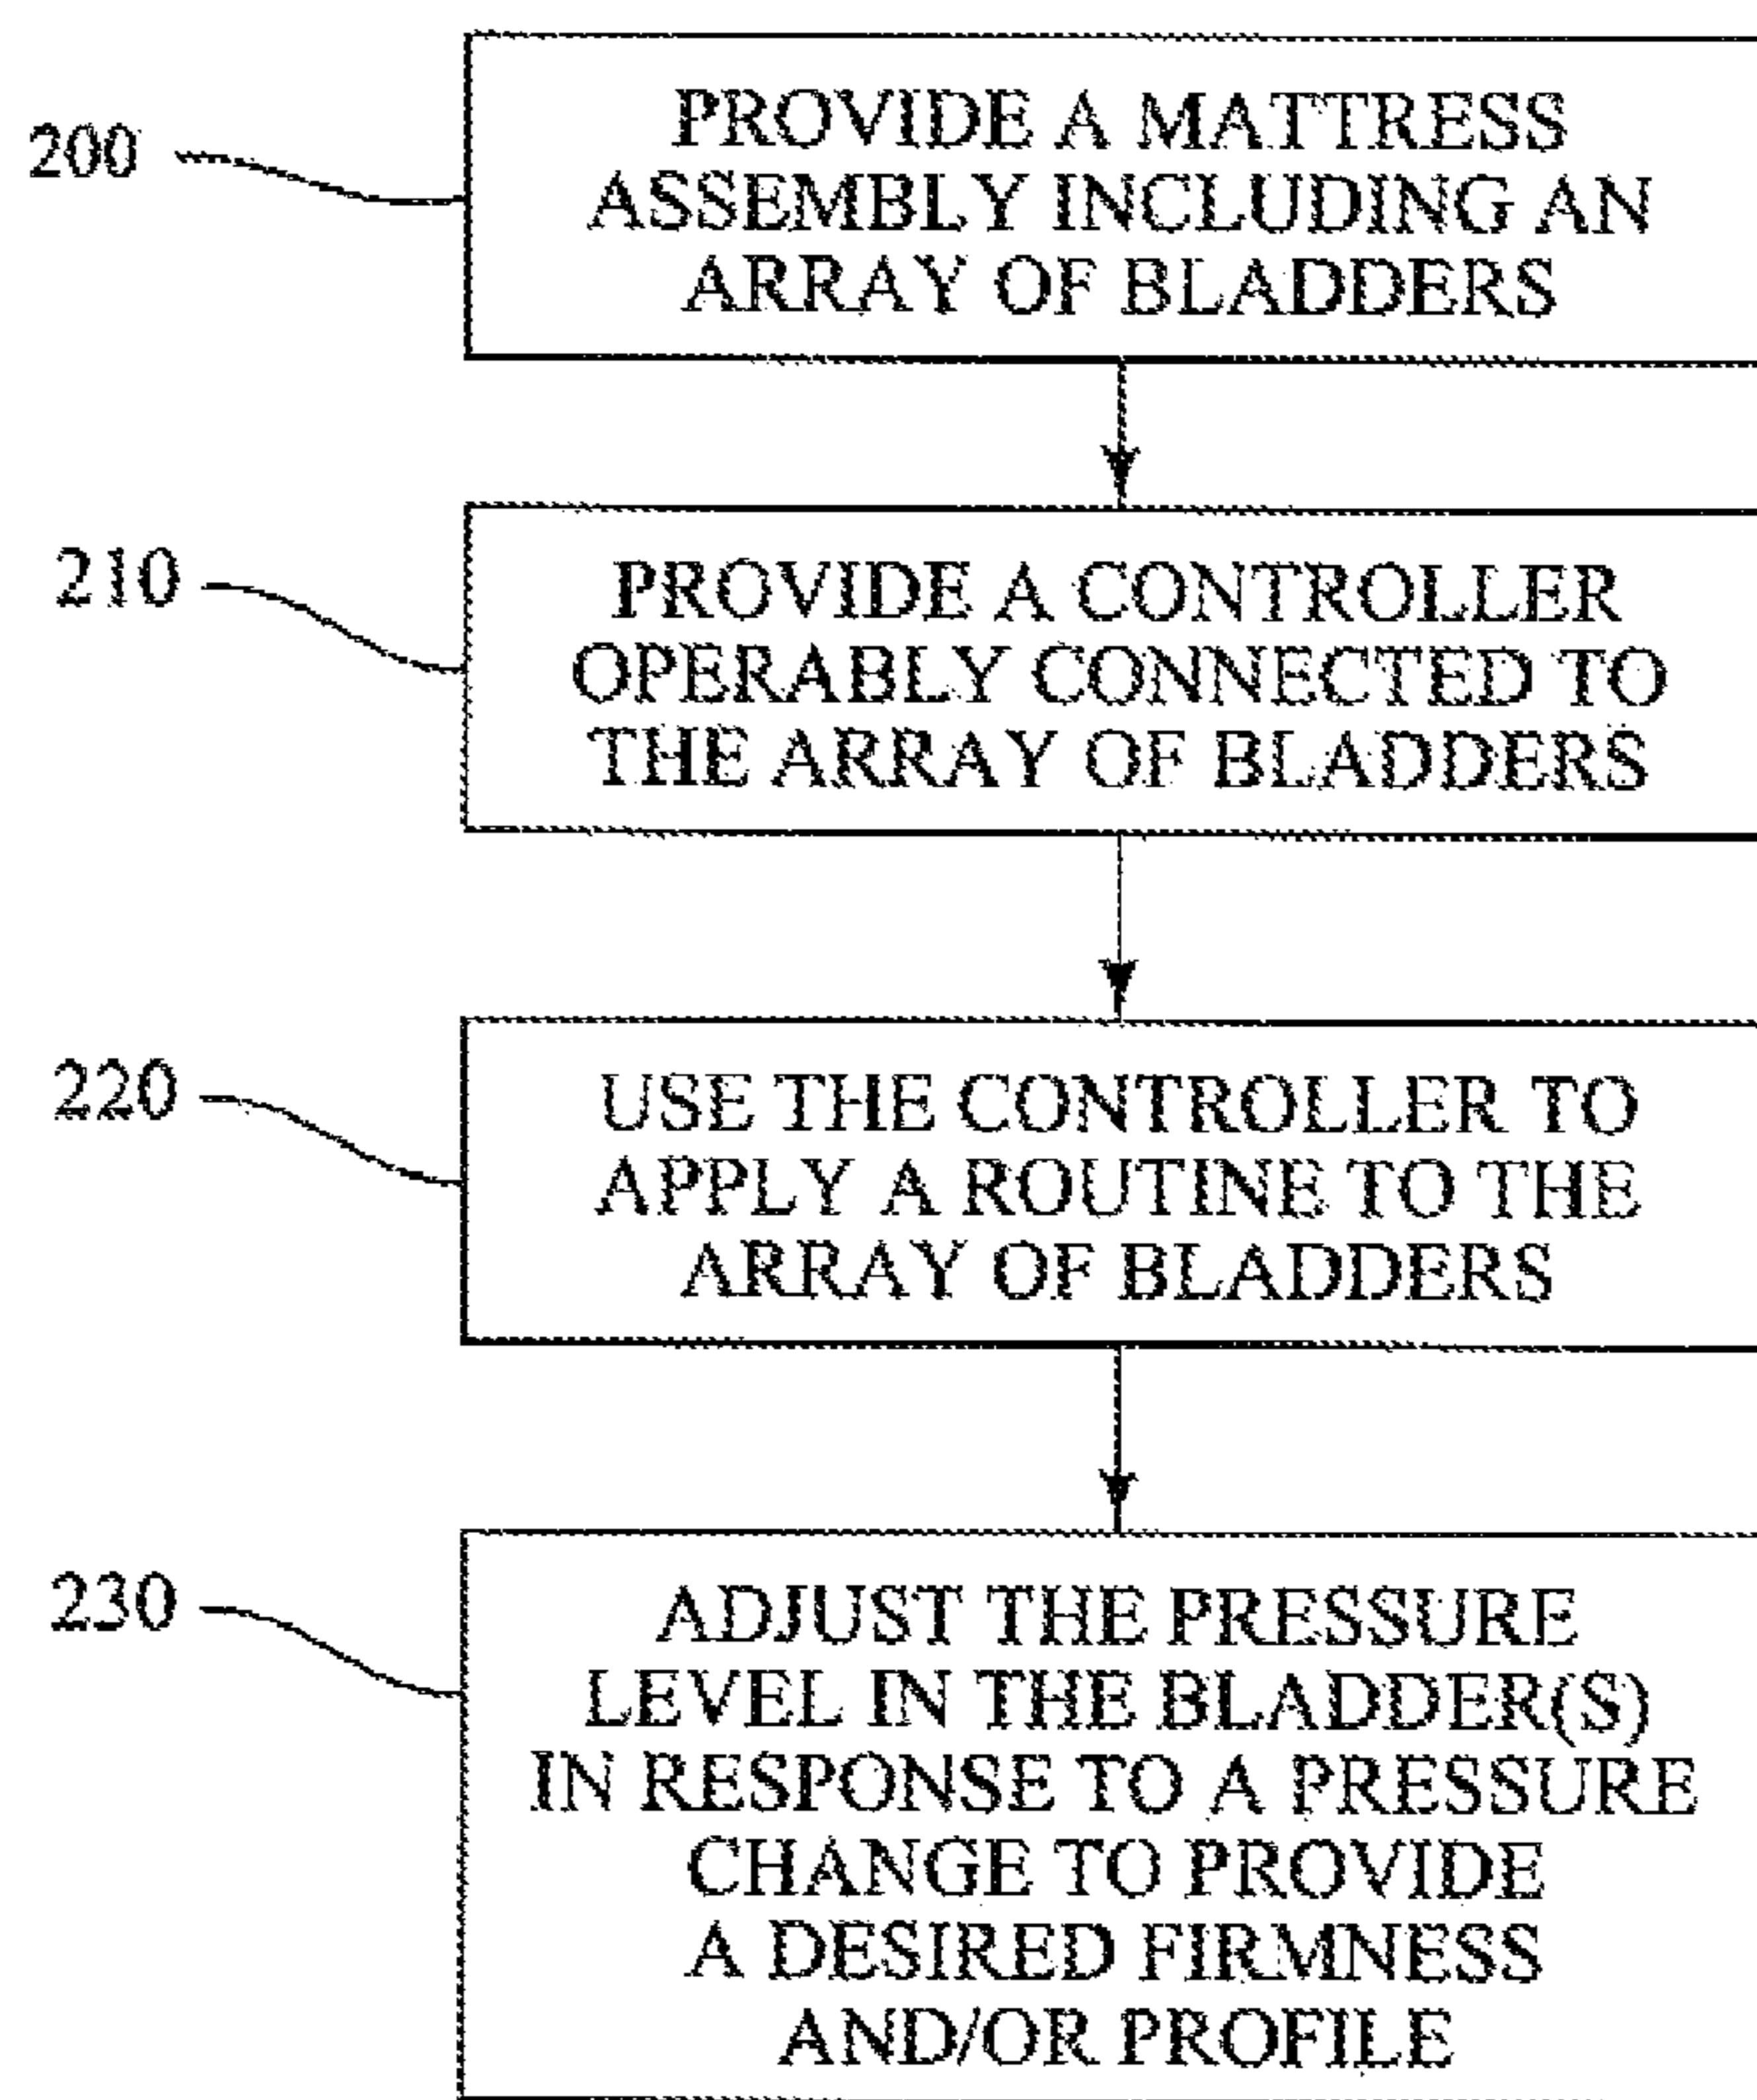 200
PROVIDE A MATTRESS
ASSEMBLY INCLUDING AN
ARRAY OF BLADDERS
210
PROVIDE A CONTROLLER
OPERABLY CONNECTED TO
THE ARRAY OF BLADDERS
220
USE THE CONTROLLER TO
APPLY A ROUTINE TO THE
ARRAY OF BLADDERS
230
ADJUST THE PRESSURE
LEVEL IN THE BLADDER(S)
IN RESPONSE TO A PRESSURE
CHANGE TO PROVIDE
A DESIRED FIRMNESS
AND/OR PROFILE